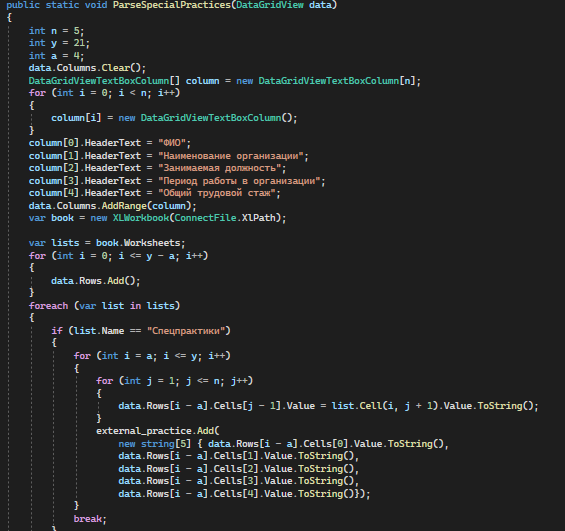 public static void ParseSpecialPractices(DataGridView data)
{
int n = 5;
int y = 21;
int a = 4;
data.Columns.Clear();
DataGridViewTextBoxColumn[] column = new DataGridViewTextBoxColumn[n];
for (int i = 0; i < n; i++)
{
column[i] = new DataGridViewTextBoxColumn();
}
column[0].HeaderText = "ФИО";
column[1].HeaderText = "Наименование организации";
column[2].HeaderText = "Занимаемая должность";
column[3].HeaderText = "Период работы в организации";
column[4].HeaderText = "Общий трудовой стаж";
data.Columns.AddRange(column);
var book = new XLWorkbook(ConnectFile.XlPath);
var lists = book.Worksheets;
for (int i = 0; i <= y - a; i++)
{
data.Rows.Add();
}
foreach (var list in lists)
{
if (list.Name == "Спецпрактики")
{
for (int i = a; i <= y; i++)
{
for (int j = 1; j <= n; j++)
{
data.Rows[i - a].Cells[j - 1].Value = list.Cell(i, j + 1).Value.ToString();
}
external_practice.Add(
new string[5] { data.Rows[i - a].Cells[0].Value.ToString(),
data.Rows[i - a].Cells[1].Value.ToString(),
data.Rows[i - a].Cells[2].Value.ToString(),
data.Rows[i - a].Cells[3].Value.ToString(),
data.Rows[i - a].Cells[4].Value.ToString()});
}
break;
}